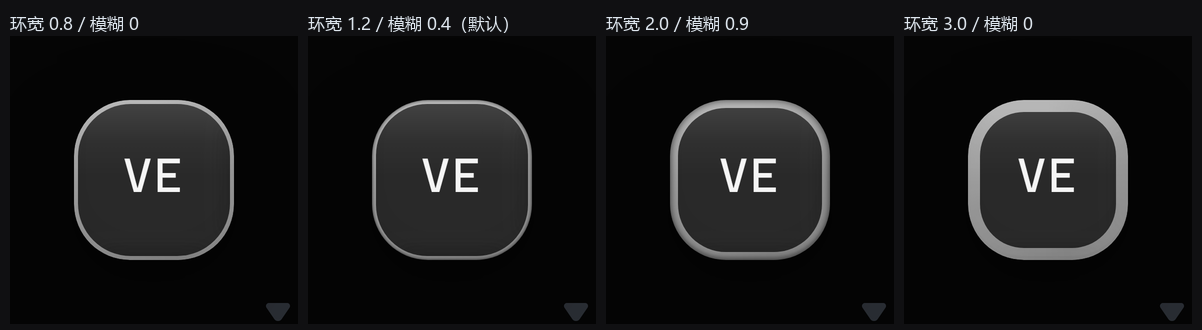 环宽 0.8 / 模糊 0
环宽 1.2 / 模糊 0.4（默认）
环宽 2.0 / 模糊 0.9
环宽 3.0 / 模糊 0
VE
VE
VE
VE